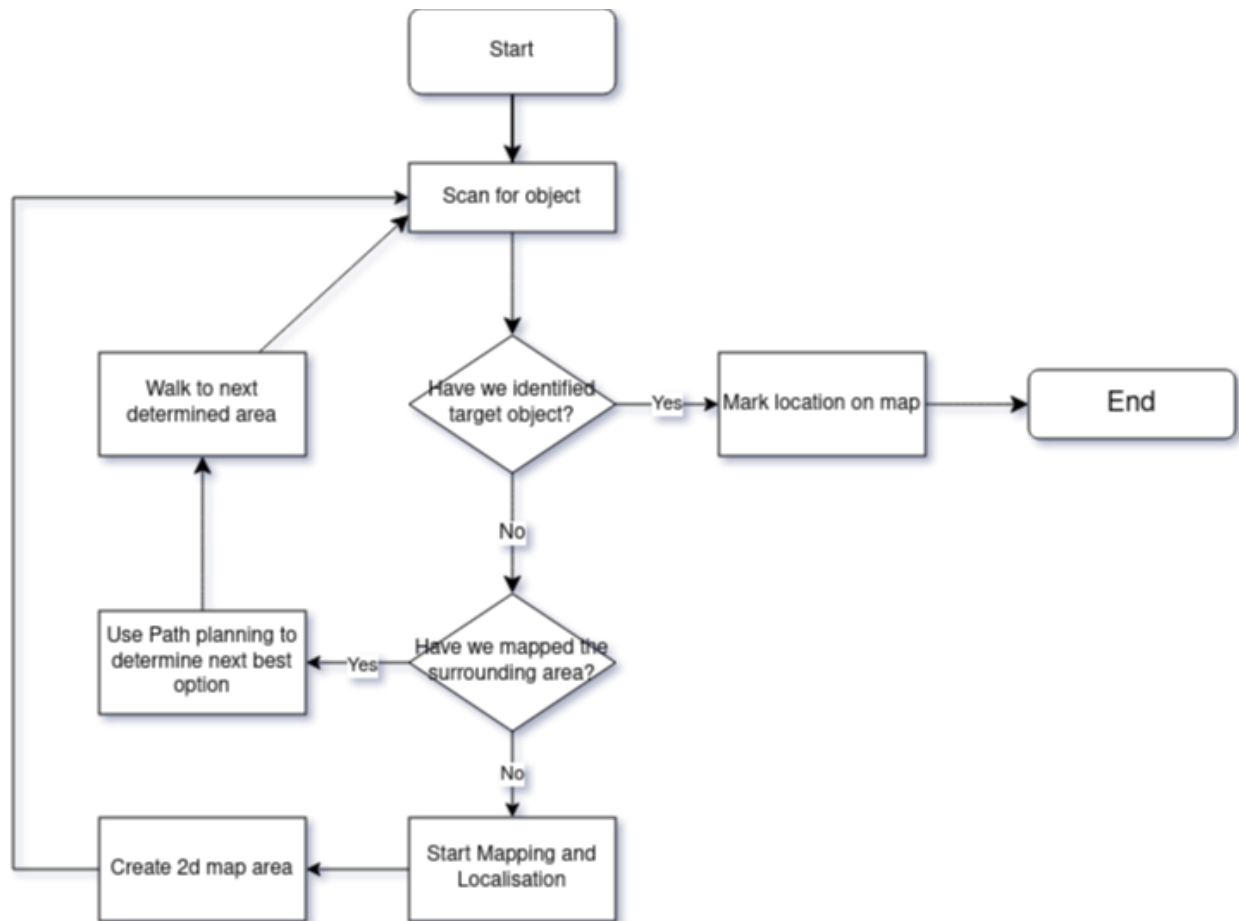 Start
Scan for object
Walk to next
determined area
Have we identified
target object?
Yes
Mark location on map
End
No
Use Path planning to
determine next best
option
Yes
Have we mapped the
surrounding area?
No
Create 2d map area
Start Mapping and
Localisation